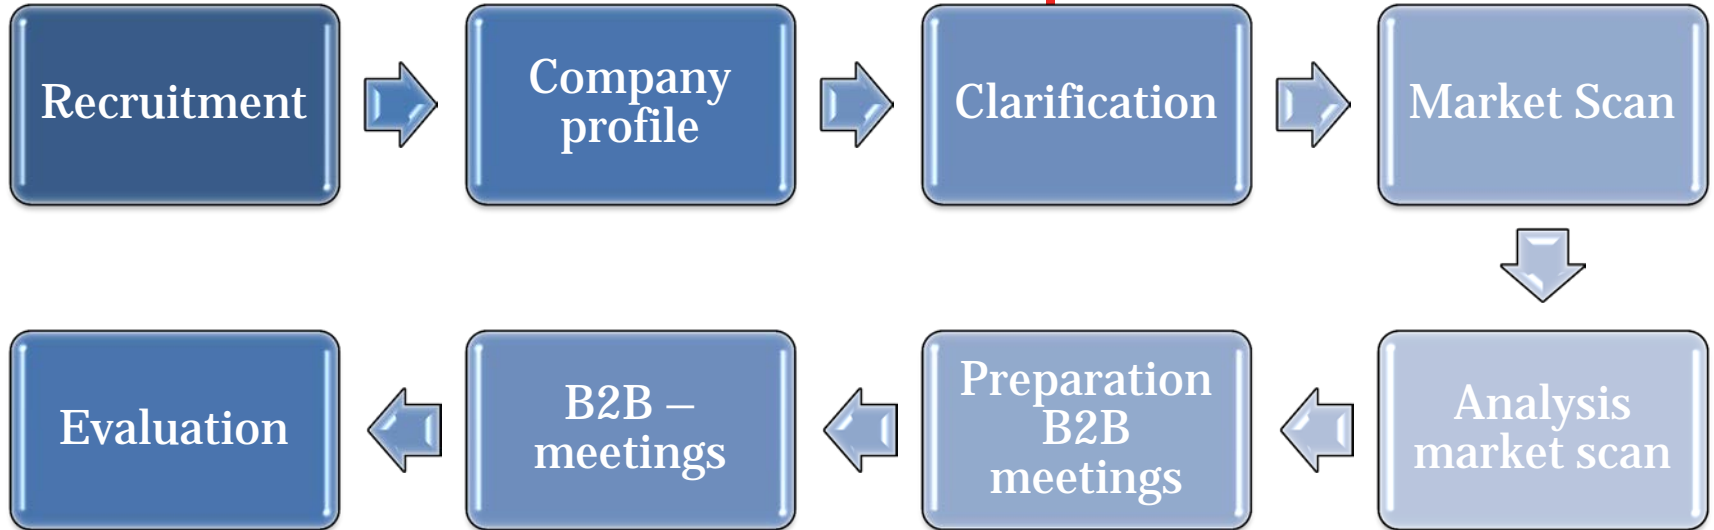 Recruitment
Company
profile
Clarification
Market Scan
Analysis
market scan
Preparation
B2B
meetings
B2B –
meetings
Evaluation